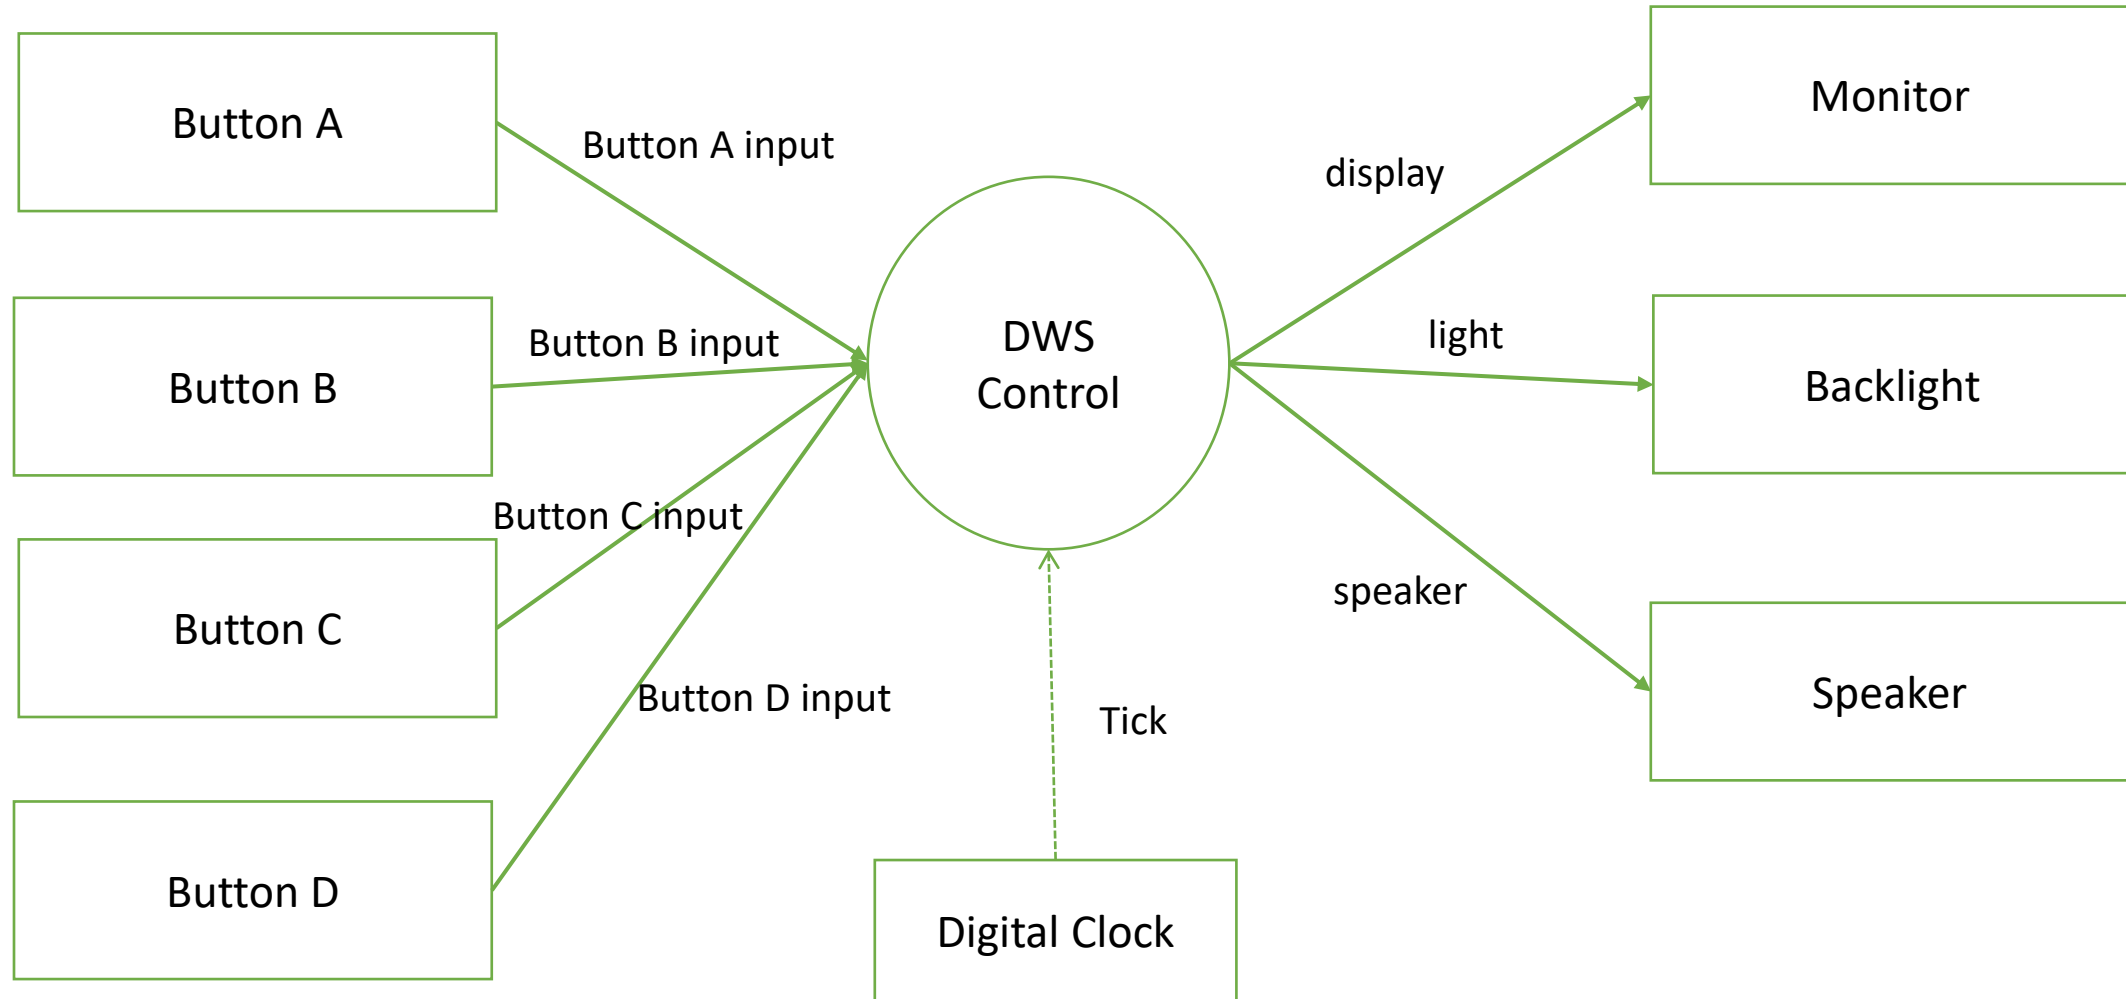 Button A
Button A input
Button B
Button B input
Button C
Button C input
Button D
Button D input
DWS
Control
Tick
Digital Clock
display
Monitor
light
Backlight
speaker
Speaker